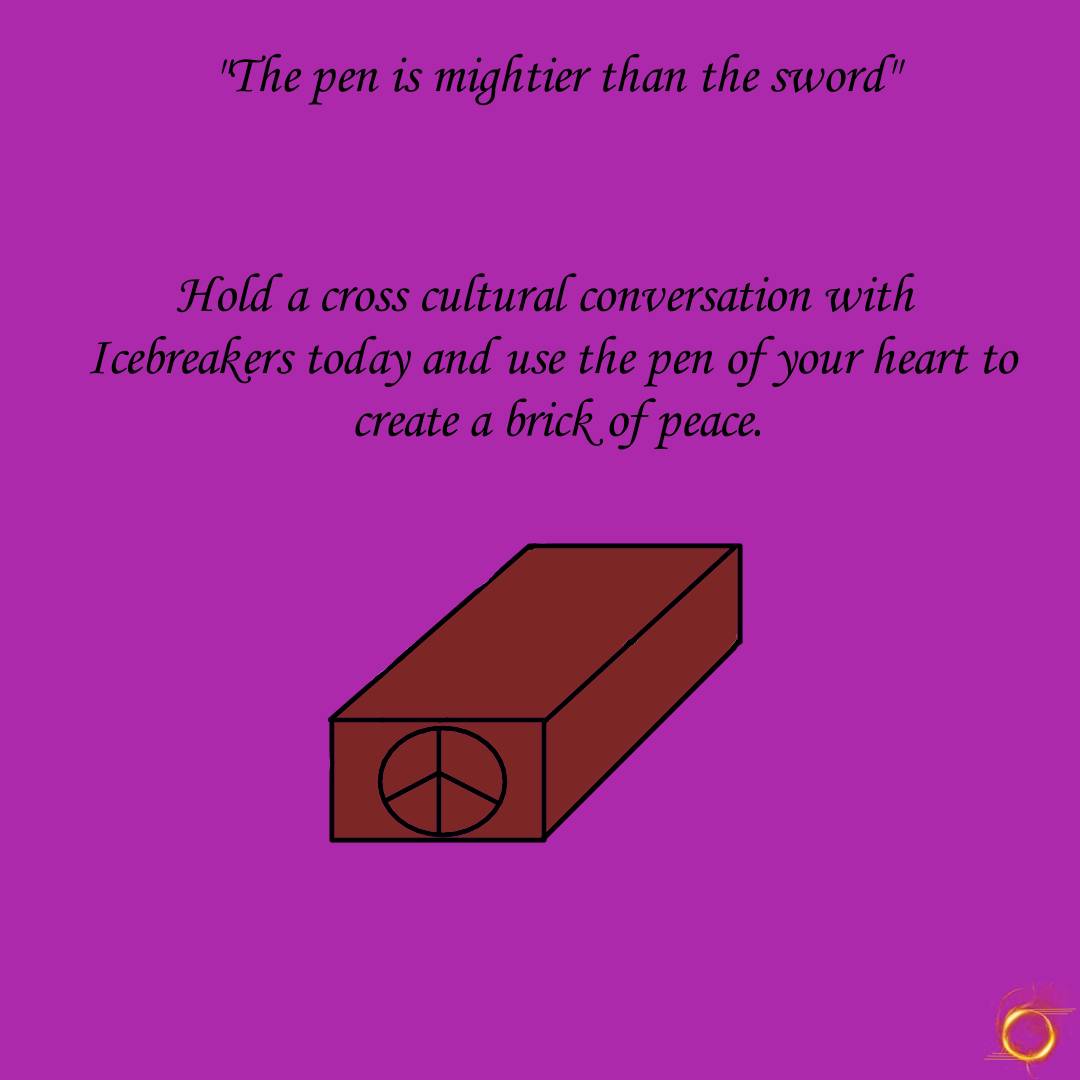 "The pen is mightier than the sword"
Hold a cross cultural conversation with
Icebreakers today and use the pen of your heart to
create a brick of peace.